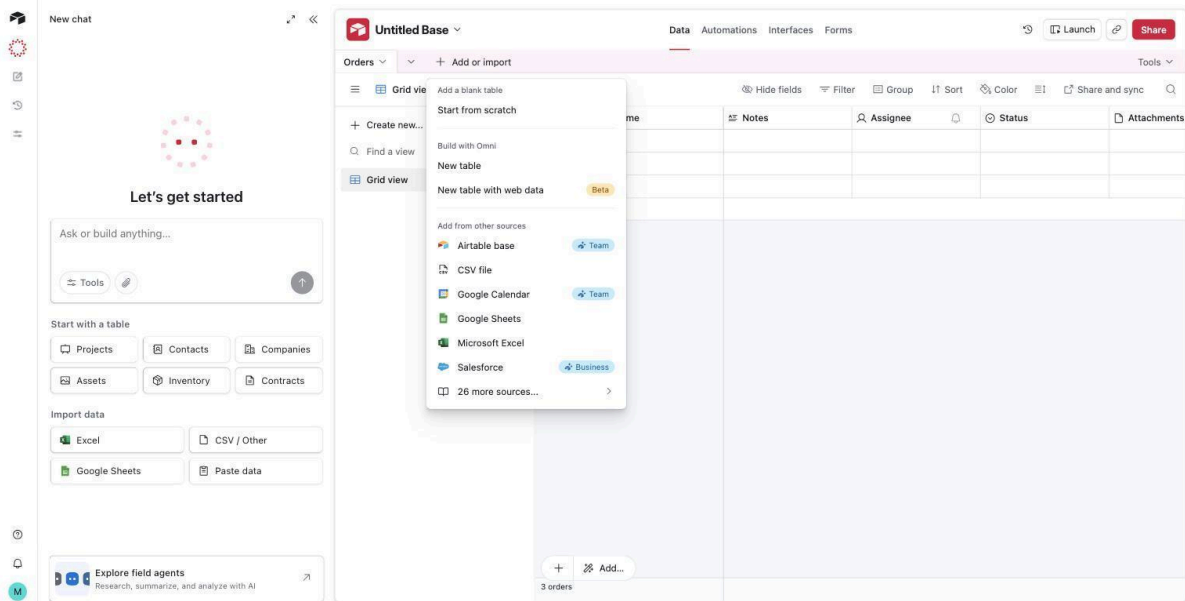 New chat
Let's get started
Ask or build anything...
Tools
Start with a table
Projects
Contacts
Companies
Assets
Inventory
Contracts
Import data
Excel
CSV / Other
Google Sheets
Paste data
Explore field agents
Research, summarize, and analyze with AI
M
Untitled Base
Data
Automations
Interfaces
Forms
Launch
Share
Orders
Add or import
Tools
Grid vie
Hide fields
Filter
Group
Sort
Color
Share and sync
Create new...
Find a view
Grid view
Add a blank table
Start from scratch
Build with Omni
New table
New table with web data Beta
Add from other sources
Airtable base Team
CSV file
Google Calendar Team
Google Sheets
Microsoft Excel
Salesforce Business
26 more sources...
me
Notes
Assignee
Status
Attachments
Add...
3 orders